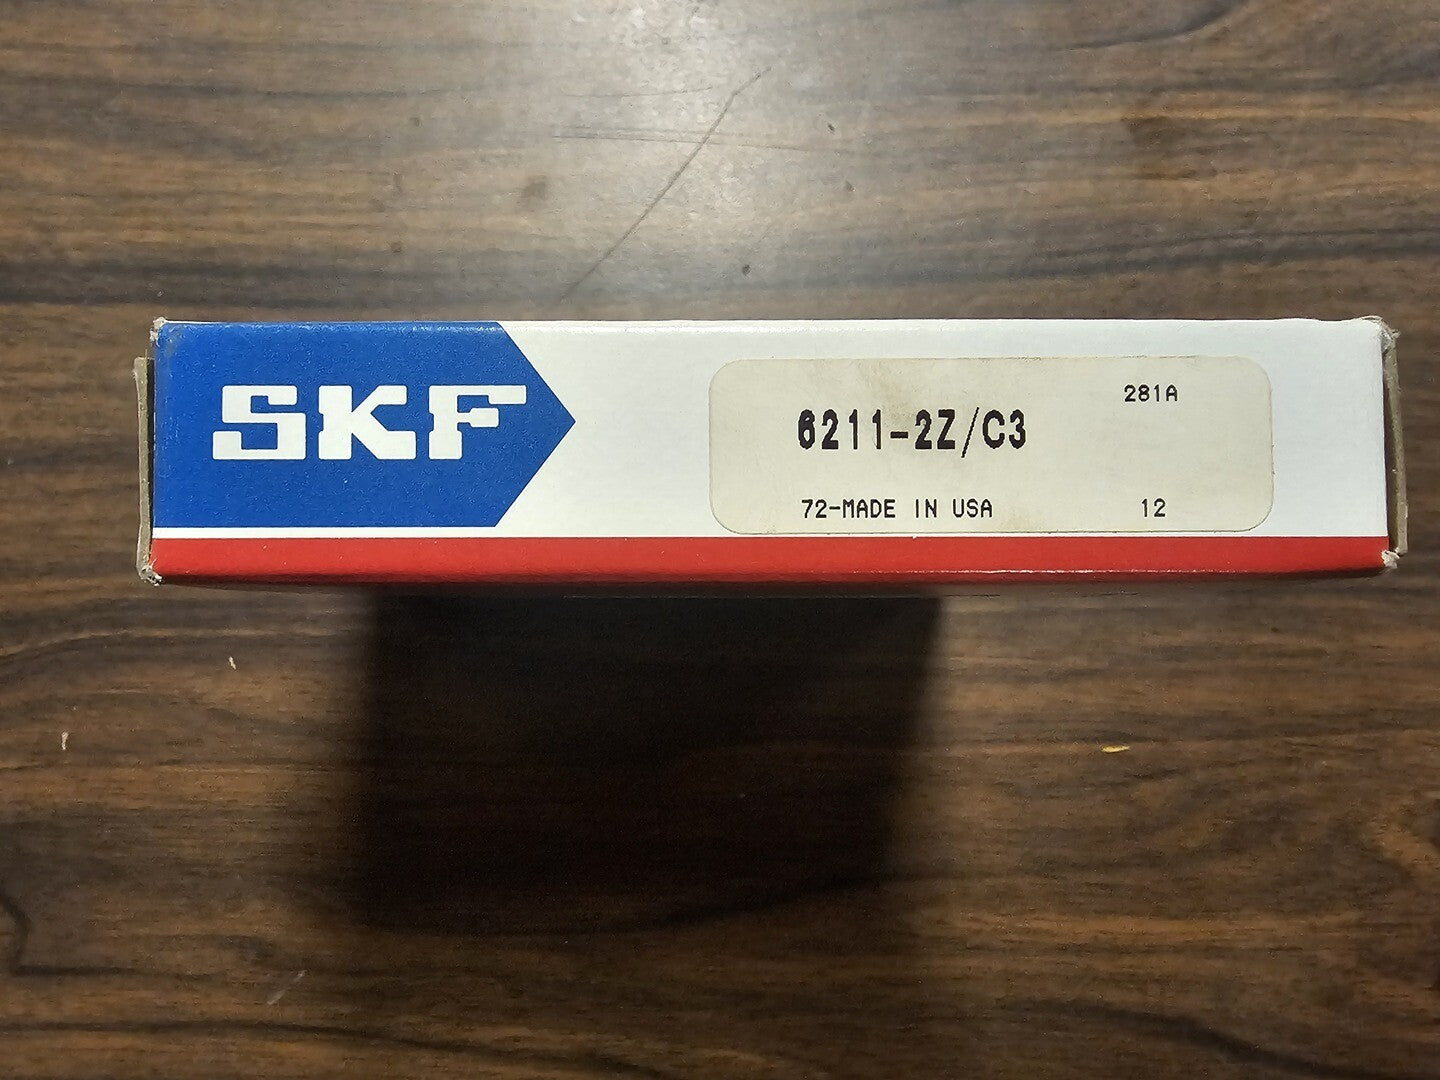 SKF
281A
6211-2Z/C3
72-MADE IN USA 12